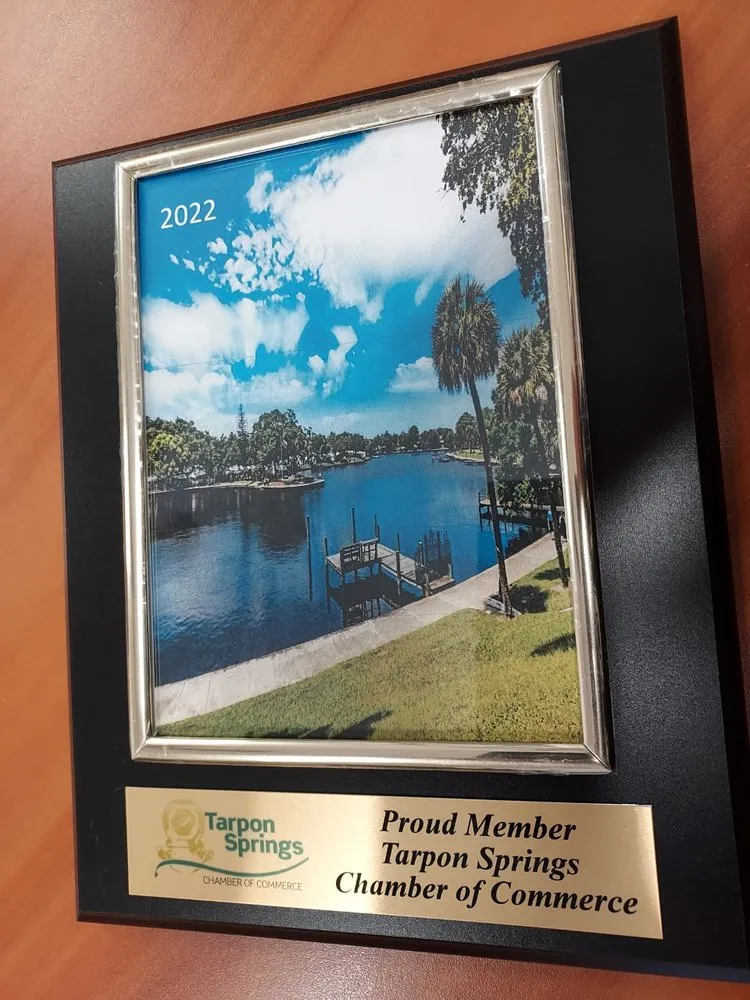 2022
Tarpon
Springs
CHAMBER OF COMMERCE
Proud Member
Tarpon Springs
Chamber of Commerce